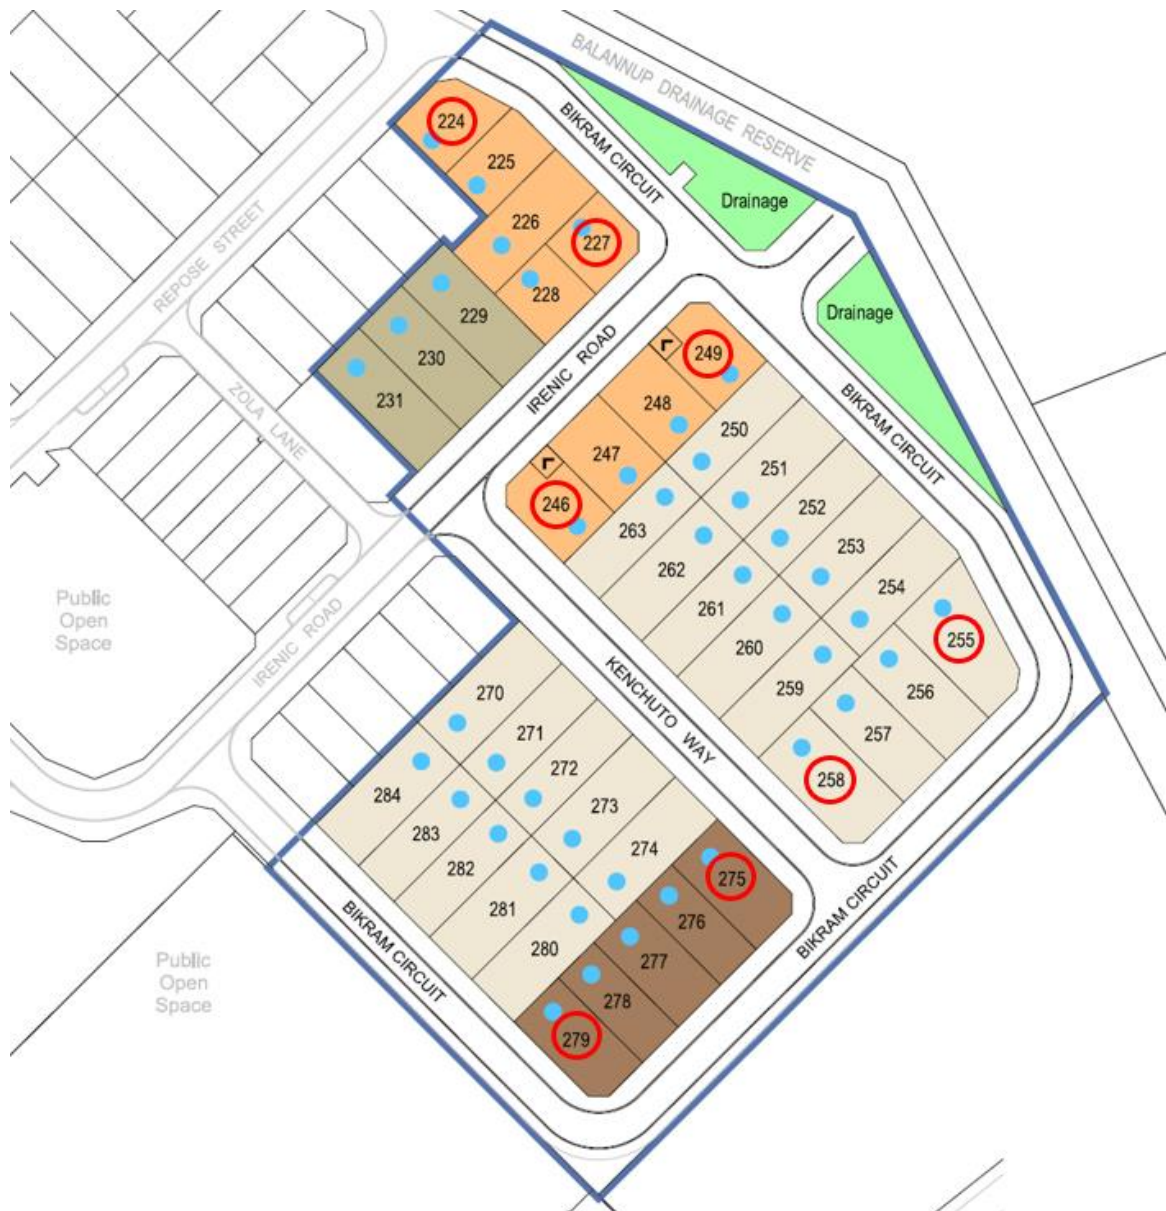 BALANNUP DRAINAGE RESERVE
224
BIKRAM CIRCUIT
225
Drainage
226
227
REPOSE STREET
228
229
Drainage
230
IRENIC ROAD
249
231
248
ZOLA LANE
250
BIKRAM CIRCUIT
247
251
246
263
252
253
262
254
261
Public
Open
Space
IRENIC ROAD
255
260
256
259
270
KENCHUTO WAY
257
271
272
258
284
273
283
274
282
275
281
276
BIKRAM CIRCUIT
280
277
BIKRAM CIRCUIT
278
279
Public
Open
Space